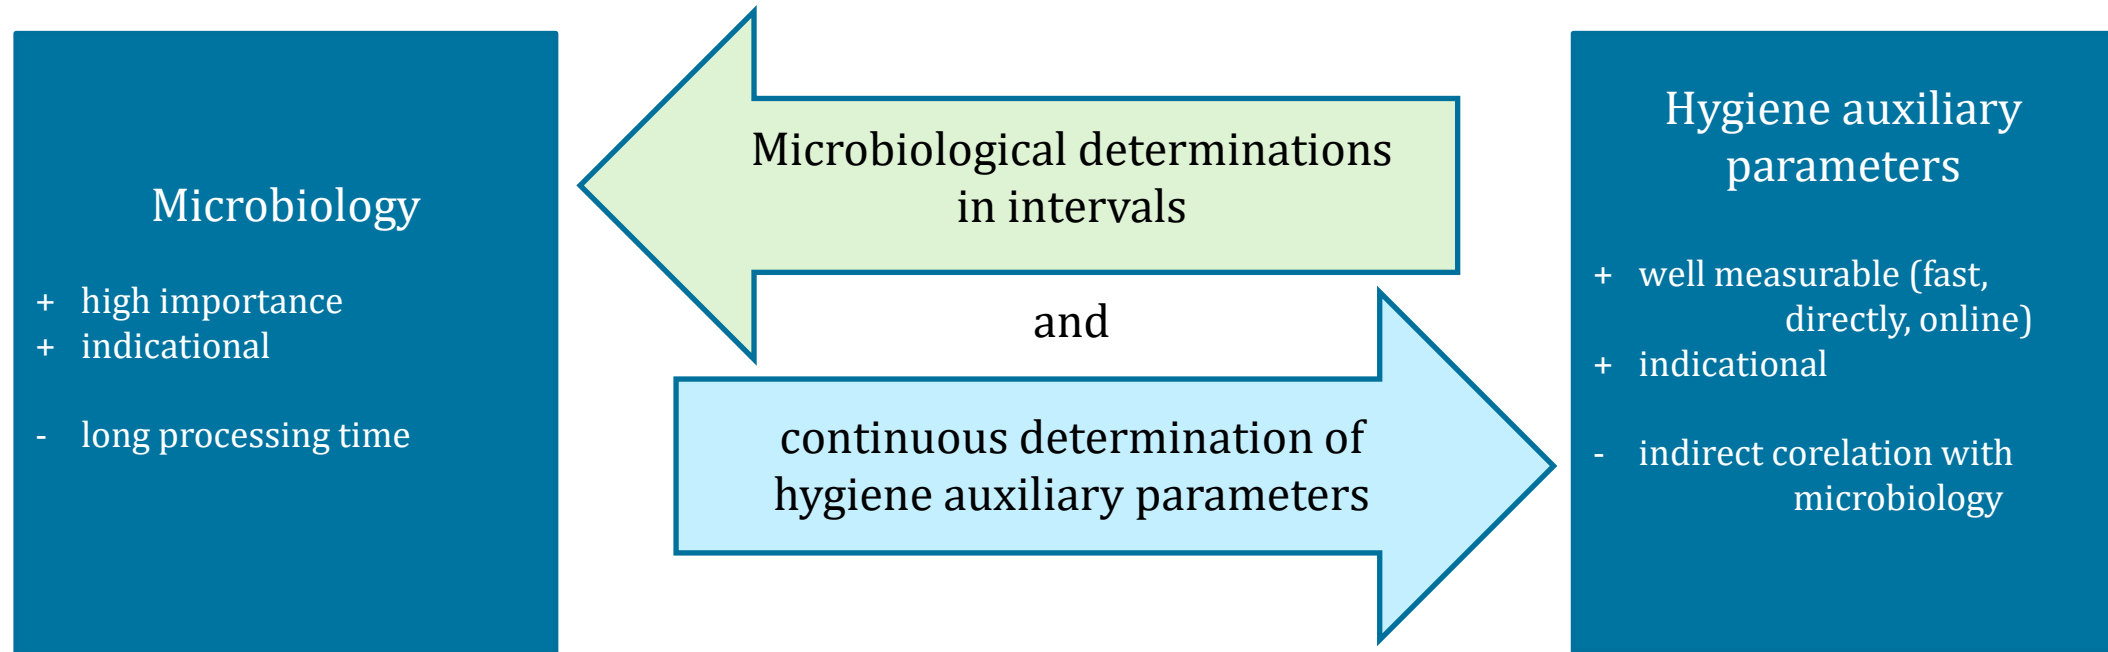 Microbiology
+ high importance
+ indicational
- long processing time
Microbiological determinations
in intervals
and
continuous determination of
hygiene auxiliary parameters
Hygiene auxiliary
parameters
+ well measurable (fast,
directly, online)
+ indicational
- indirect corelation with
microbiology